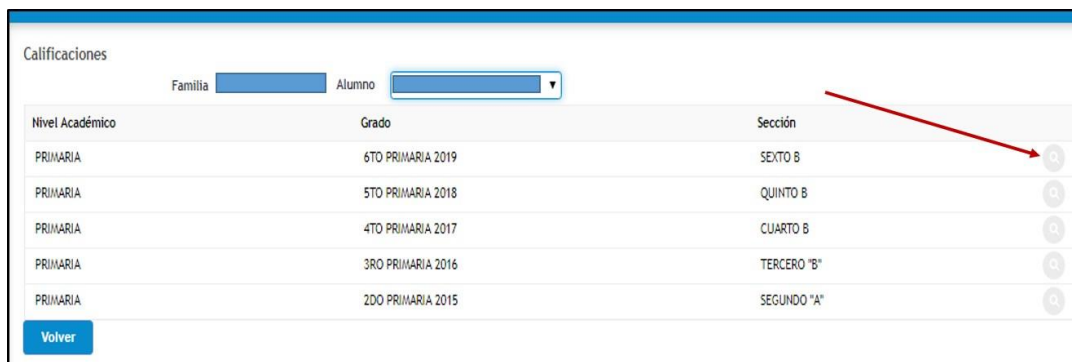 Calificaciones
Familia Alumno
Nivel Académico Grado Sección
PRIMARIA 6TO PRIMARIA 2019 SEXTO B
PRIMARIA 5TO PRIMARIA 2018 QUINTO B
PRIMARIA 4TO PRIMARIA 2017 CUARTO B
PRIMARIA 3RO PRIMARIA 2016 TERCERO "B"
PRIMARIA 2DO PRIMARIA 2015 SEGUNDO "A"
Volver